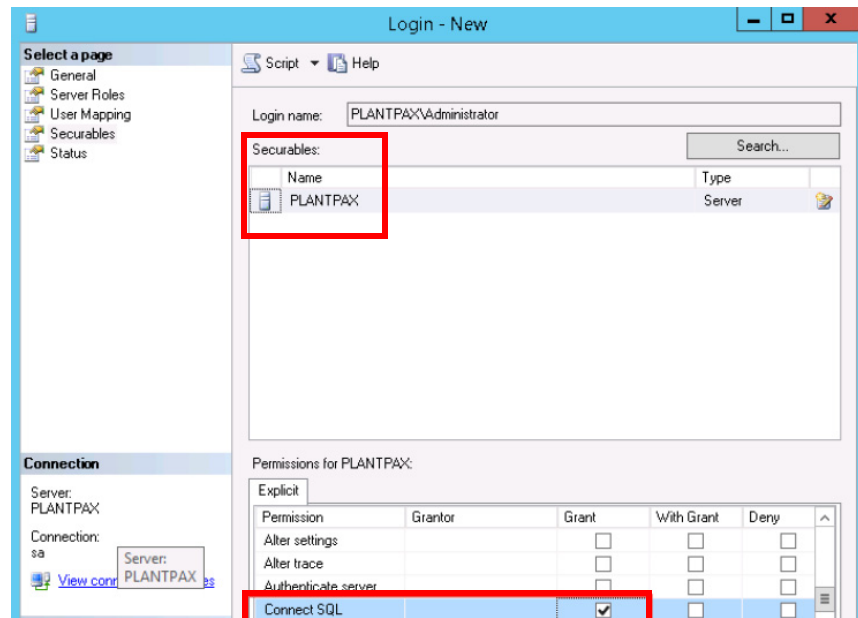 Login - New
Select a page
General
Server Roles
User Mapping
Securables
Status
Script Help
Login name: PLANTPAX\Administrator
Securables: Search...
Name Type
PLANTPAX Server
Connection
Server:
PLANTPAX
Connection:
sa
Server:
PLANTPAX
View conn es
Permissions for PLANTPAX:
Explicit
Permission Grantor Grant With Grant Deny
Alter settings
Alter trace
Authenticate server
Connect SQL